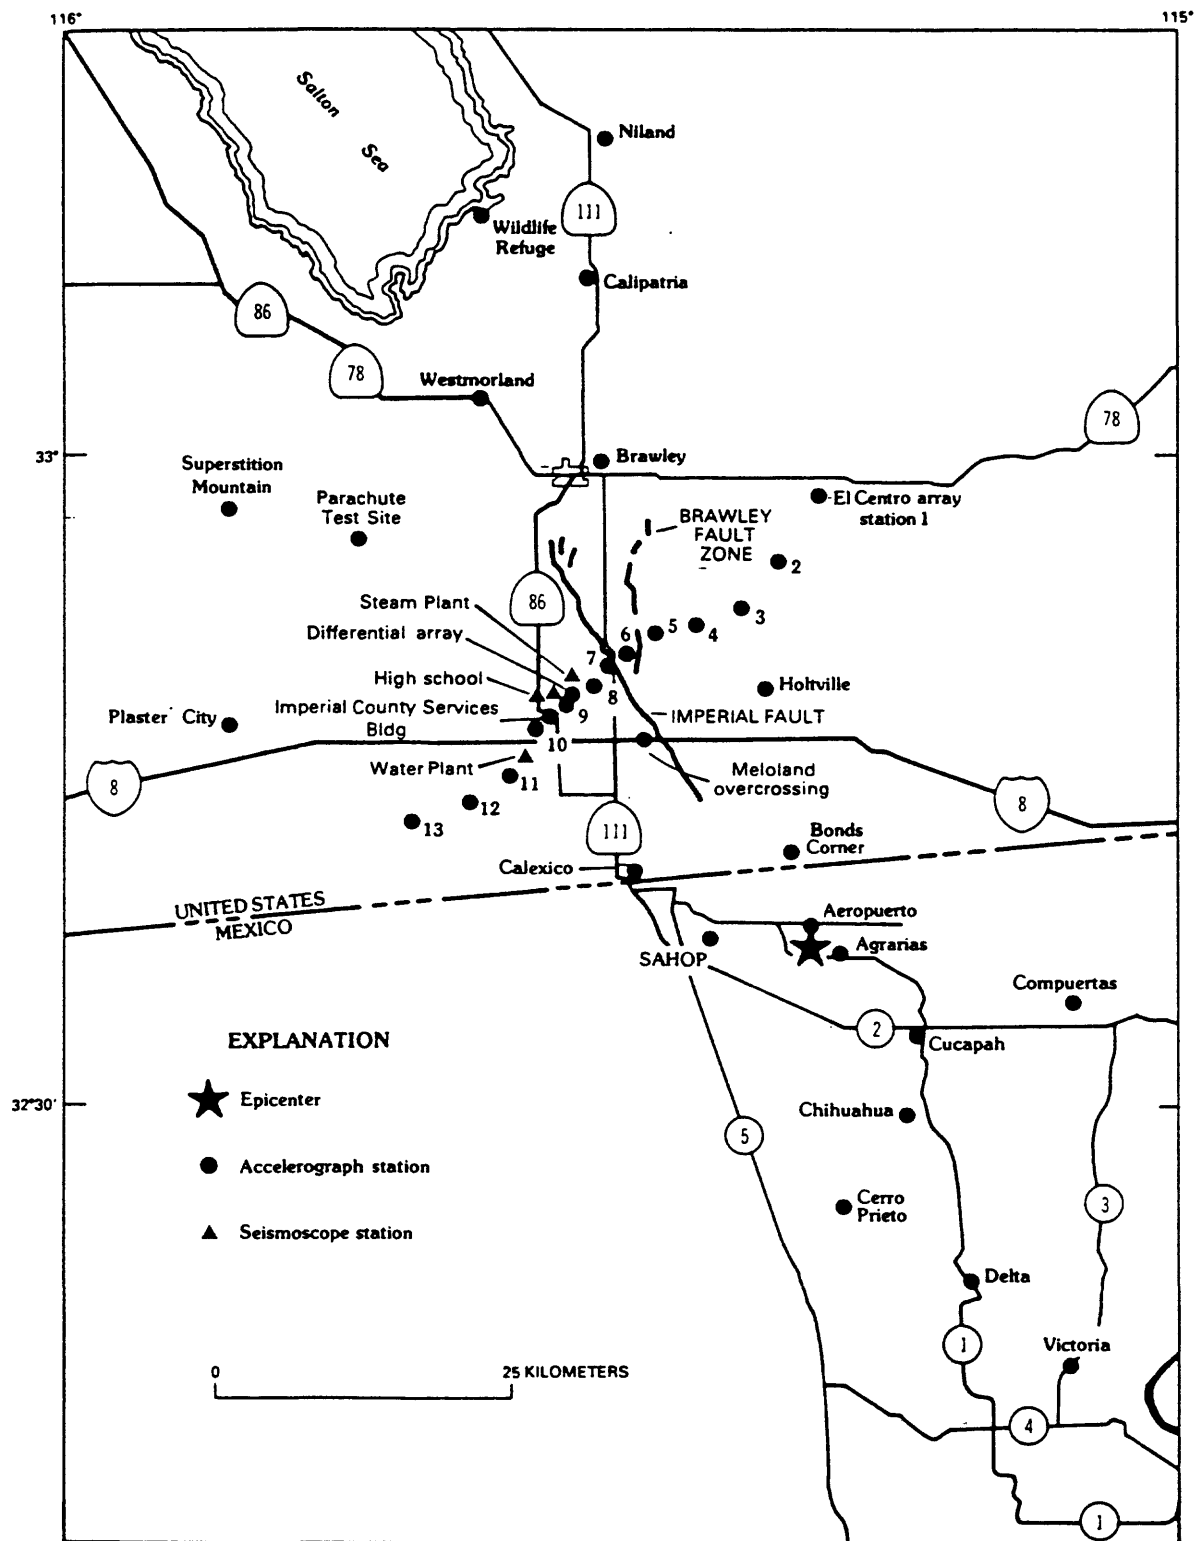 116°
115°
Salton
Sea
Niland
111
Wildlife
Refuge
Calipatria
86
78
Westmorland
78
33°
Brawley
Superstition
Mountain
Parachute
Test Site
El Centro array
station 1
BRAWLEY
FAULT
ZONE
2
86
3
Steam Plant
4
5
6
Differential array
7
High school
8
Holtville
Imperial County Services
Bldg
9
Plaster City
IMPERIAL FAULT
10
Water Plant
Meloland
overcrossing
8
11
8
12
13
111
Bonds
Corner
Calexico
UNITED STATES
MEXICO
Aeropuerto
SAHOP
Agrarias
Compuertas
EXPLANATION
2
Cucapah
Epicenter
32°30'
Chihuahua
5
Accelerograph station
Cerro
Prieto
3
Seismoscope station
Delta
1
Victoria
0
25 KILOMETERS
4
1